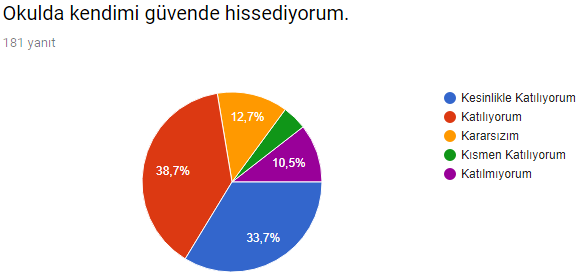 Okulda kendimi güvende hissediyorum.
181 yanıt
Kesinlikle Katılıyorum
Katılıyorum
Kararsızım
Kısmen Katılıyorum
Katılmıyorum
12,7%
10,5%
38,7%
33,7%